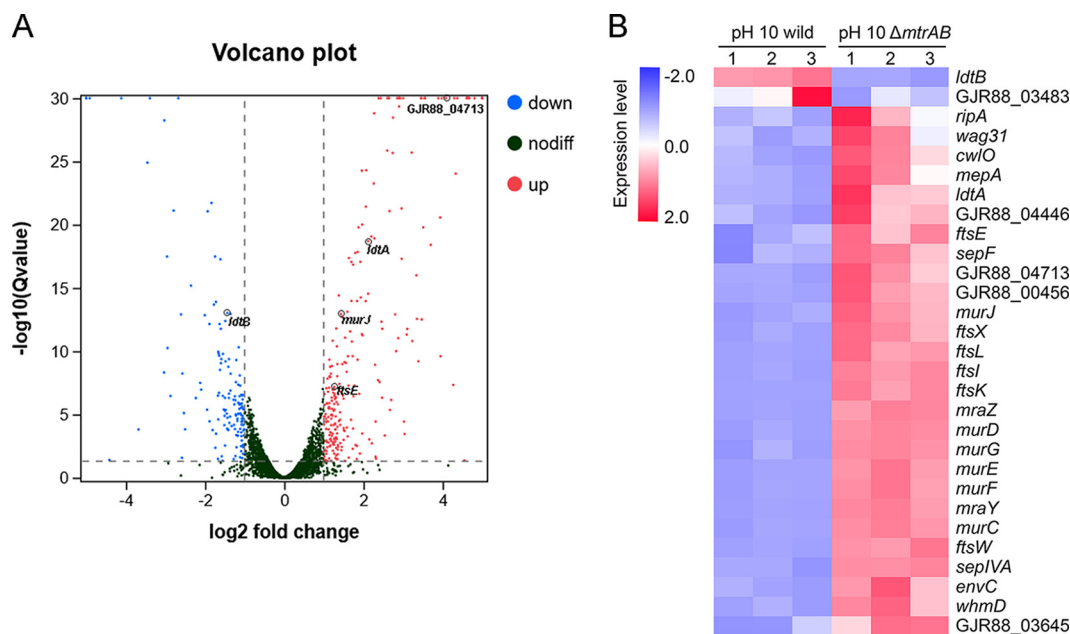 A
Volcano plot
30
25
20
15
10
5
0
-4
-2
0
2
4
-log10(Qvalue)
log2 fold change
GJR88_04713
ldtA
murJ
ldtB
ftsE
down
nodiff
up
B
pH 10 wild
pH 10 ΔmtrAB
1 2 3 1 2 3
Expression level
-2.0
0.0
2.0
ldtB
GJR88_03483
ripA
wag31
cwlO
mepA
ldtA
GJR88_04446
ftsE
sepF
GJR88_04713
GJR88_00456
murJ
ftsX
ftsL
ftsI
ftsK
mraZ
murD
murG
murE
murF
mraY
murC
ftsW
sepIVA
envC
whmD
GJR88_03645